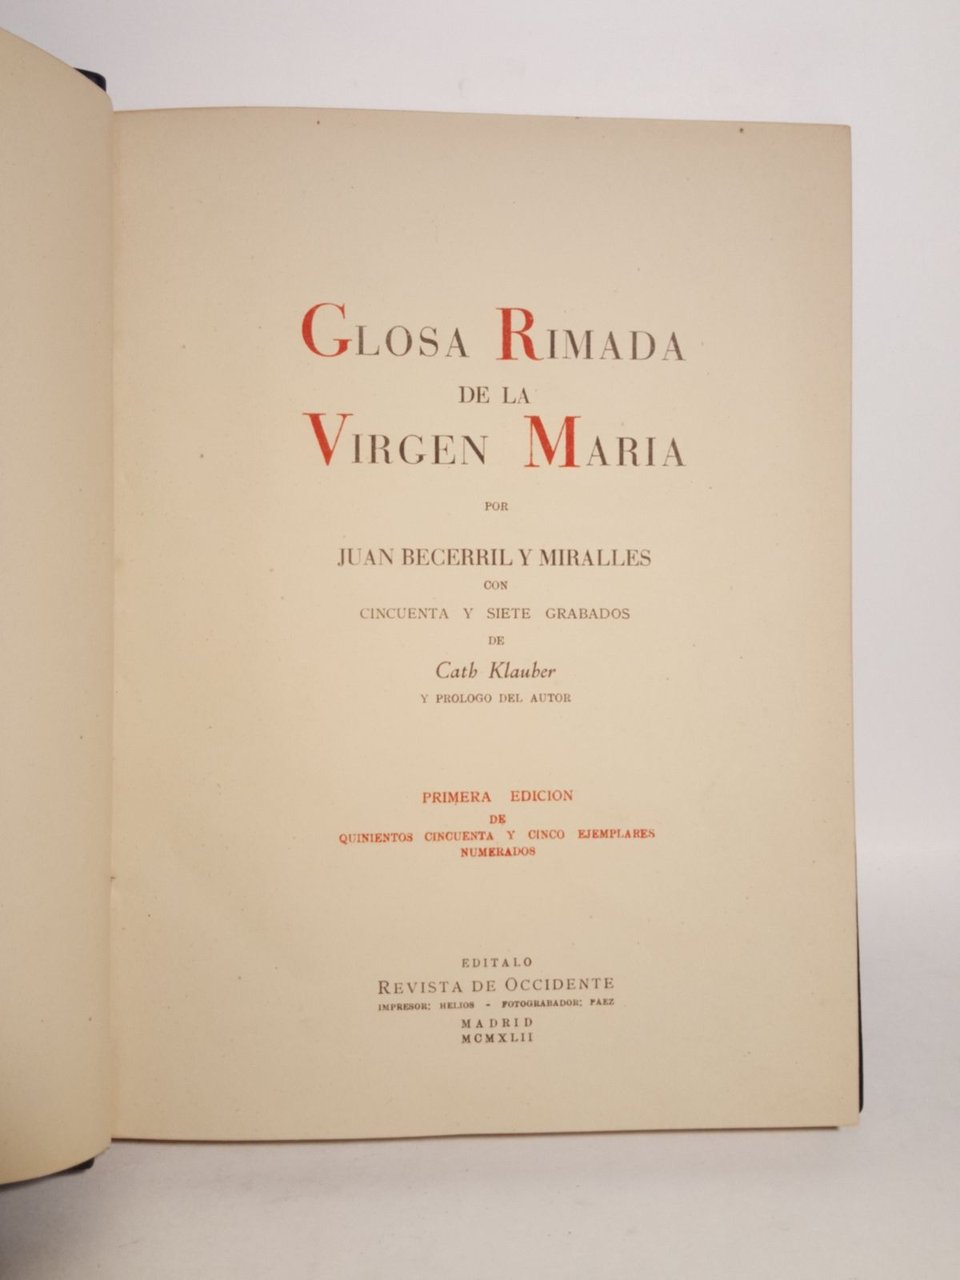 GLOSA RIMADA
DE LA
VIRGEN MARIA
POR
JUAN BECERRIL Y MIRALLES
CON
CINCUENTA Y SIETE GRABADOS
DE
Cath Klauber
Y PROLOGO DEL AUTOR
PRIMERA EDICION
DE
QUINIENTOS CINCUENTA Y CINCO EJEMPLARES
NUMERADOS
EDITALO
REVISTA DE OCCIDENTE
IMPRESOR: HELIOS - FOTOGRABADOR: PAEZ
MADRID
MCMXLII